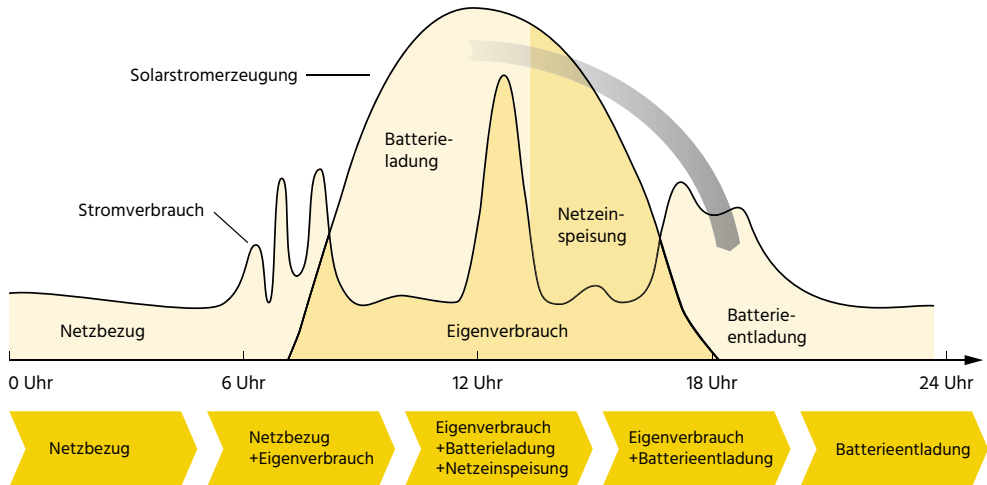 Solarstromerzeugung
Batterie-
ladung
Stromverbrauch
Netzein-
speisung
Netzbezug
Eigenverbrauch
Batterie-
entladung
0 Uhr
6 Uhr
12 Uhr
18 Uhr
24 Uhr
Netzbezug
Netzbezug
+Eigenverbrauch
Eigenverbrauch
+Batterieladung
+Netzeinspeisung
Eigenverbrauch
+Batterieentladung
Batterieentladung